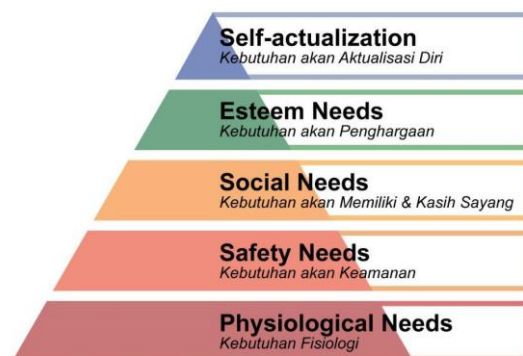 Self-actualization
Kebutuhan akan Aktualisasi Diri
Esteem Needs
Kebutuhan akan Penghargaan
Social Needs
Kebutuhan akan Memiliki & Kasih Sayang
Safety Needs
Kebutuhan akan Keamanan
Physiological Needs
Kebutuhan Fisiologi